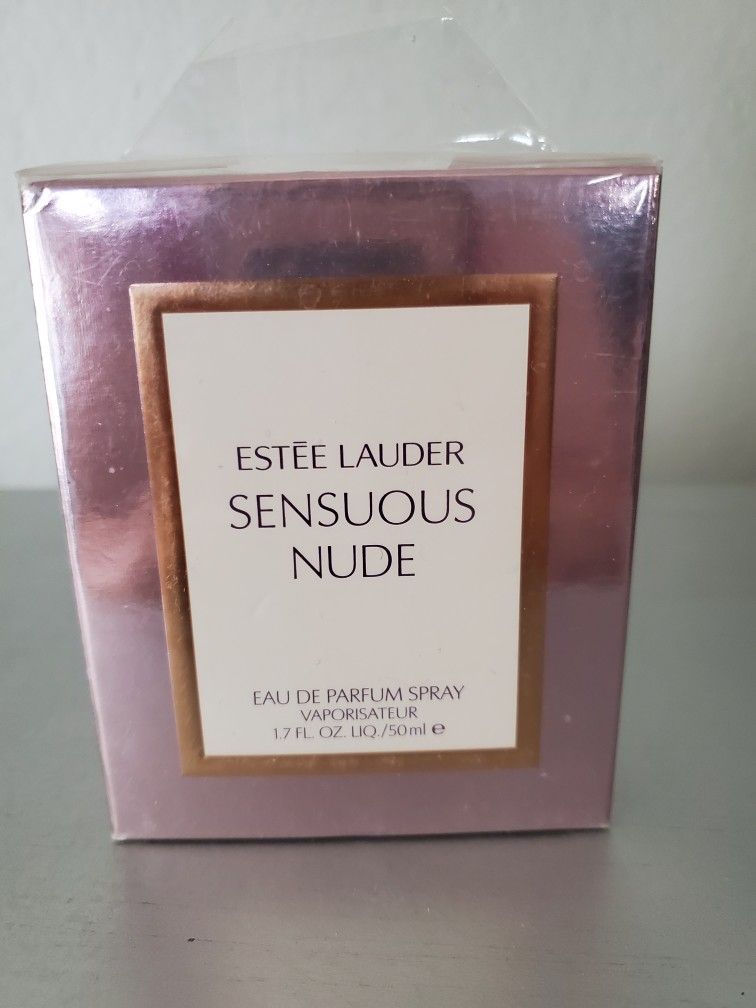 ESTĒE LAUDER
SENSUOUS
NUDE
EAU DE PARFUM SPRAY
VAPORISATEUR
1.7 FL. OZ. LIQ./50ml ℮